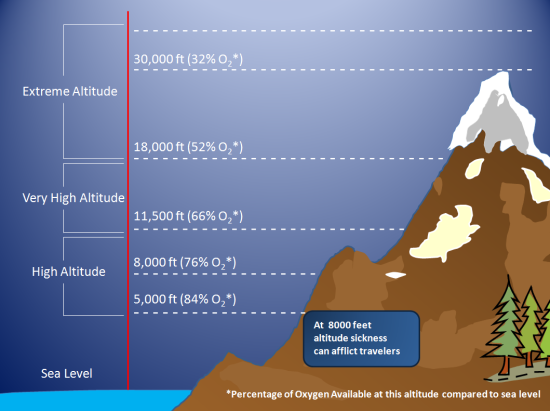 30,000 ft (32% O₂*)
Extreme Altitude
18,000 ft (52% O₂*)
Very High Altitude
11,500 ft (66% O₂*)
8,000 ft (76% O₂*)
High Altitude
5,000 ft (84% O₂*)
At 8000 feet
altitude sickness
can afflict travelers
Sea Level
*Percentage of Oxygen Available at this altitude compared to sea level